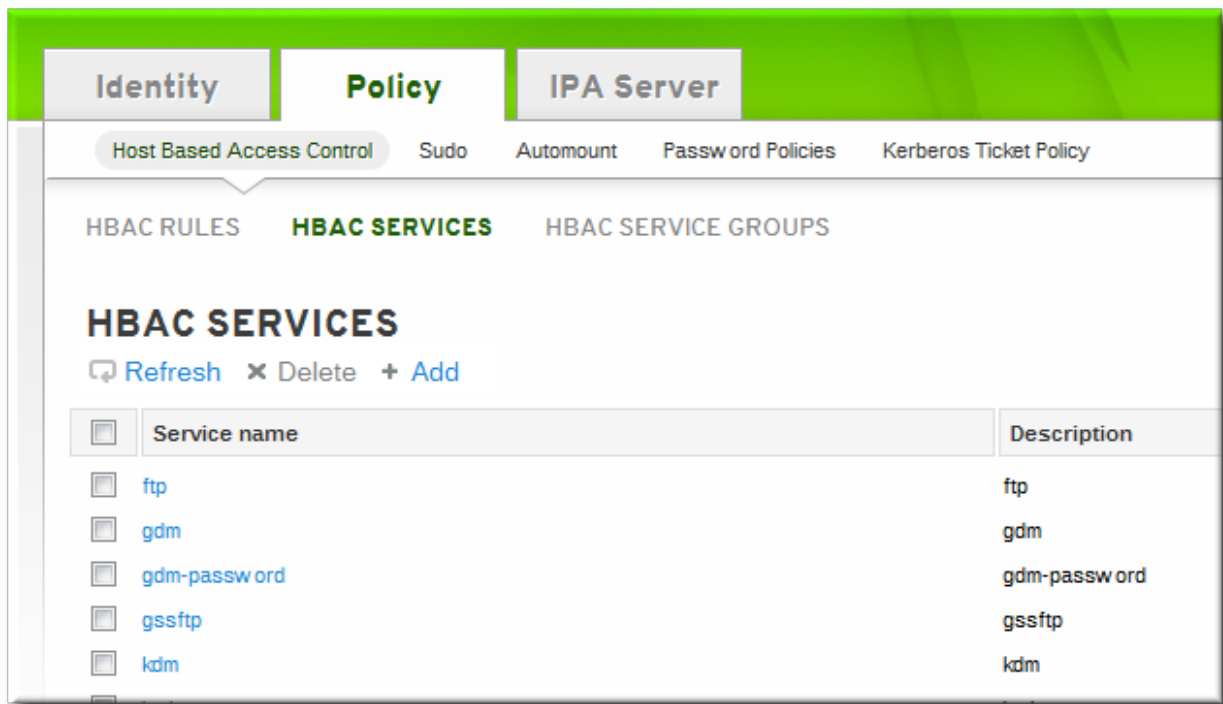 Identity Policy IPA Server
Host Based Access Control Sudo Automount Password Policies Kerberos Ticket Policy
HBAC RULES HBAC SERVICES HBAC SERVICE GROUPS
HBAC SERVICES
Refresh Delete + Add
Service name Description
ftp ftp
gdm gdm
gdm-password gdm-password
gssftp gssftp
kdm kdm